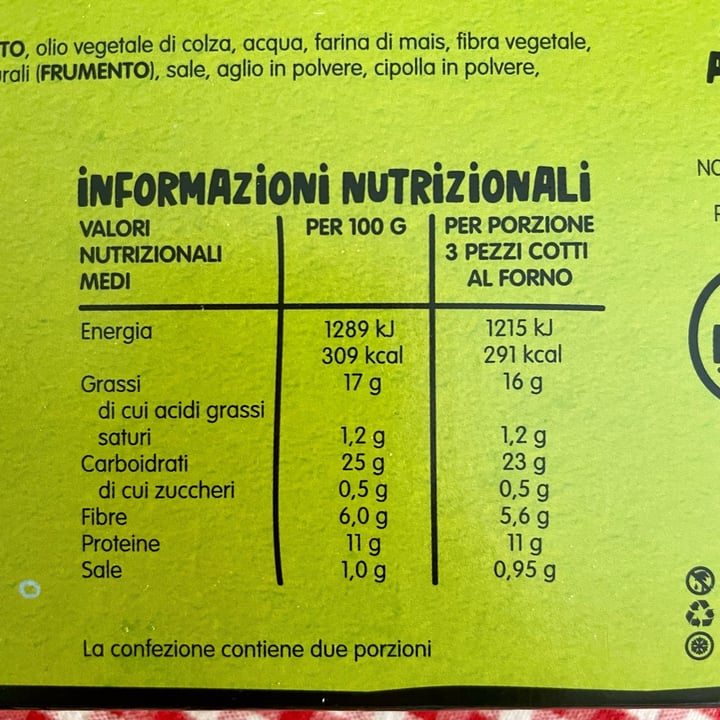 TO, olio vegetale di colza, acqua, farina di mais, fibra vegetale,
rali (FRUMENTO), sale, aglio in polvere, cipolla in polvere,
INFORMAZIONI NUTRIZIONALI
VALORI NUTRIZIONALI MEDI PER 100 G PER PORZIONE 3 PEZZI COTTI AL FORNO
Energia 1289 kJ 1215 kJ
309 kcal 291 kcal
Grassi 17 g 16 g
di cui acidi grassi
saturi 1,2 g 1,2 g
Carboidrati 25 g 23 g
di cui zuccheri 0,5 g 0,5 g
Fibre 6,0 g 5,6 g
Proteine 11 g 11 g
Sale 1,0 g 0,95 g
La confezione contiene due porzioni